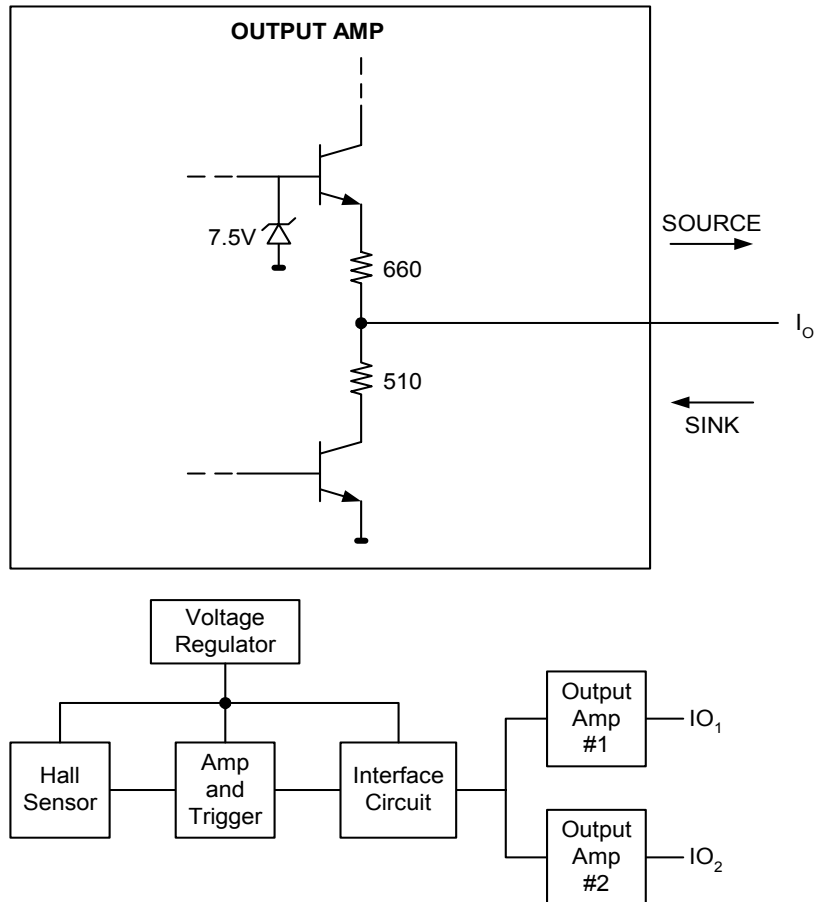 OUTPUT AMP
7.5V
660
SOURCE
I_O
510
SINK
Voltage
Regulator
Hall
Sensor
Amp
and
Trigger
Interface
Circuit
Output
Amp
#1
IO_1
Output
Amp
#2
IO_2